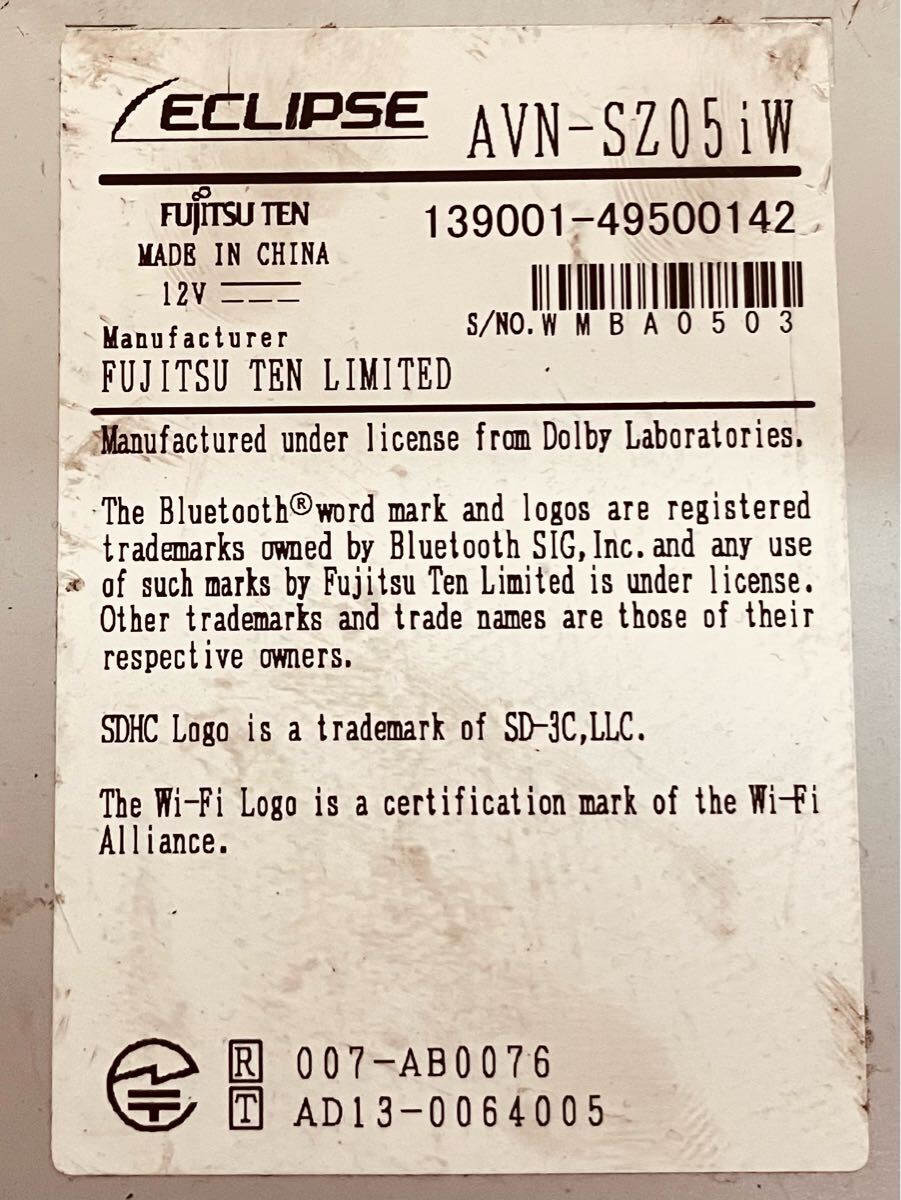 ECLIPSE AVN-SZ05iW
FUJITSU TEN
139001-49500142
MADE IN CHINA
12V
S/NO.WMBA0503
Manufacturer
FUJITSU TEN LIMITED
Manufactured under license from Dolby Laboratories.
The Bluetooth®word mark and logos are registered
trademarks owned by Bluetooth SIG,Inc.and any use
of such marks by Fujitsu Ten Limited is under license.
Other trademarks and trade names are those of their
respective owners.
SDHC Logo is a trademark of SD-3C,LLC.
The Wi-Fi Logo is a certification mark of the Wi-Fi
Alliance.
R 007-AB0076
T AD13-0064005